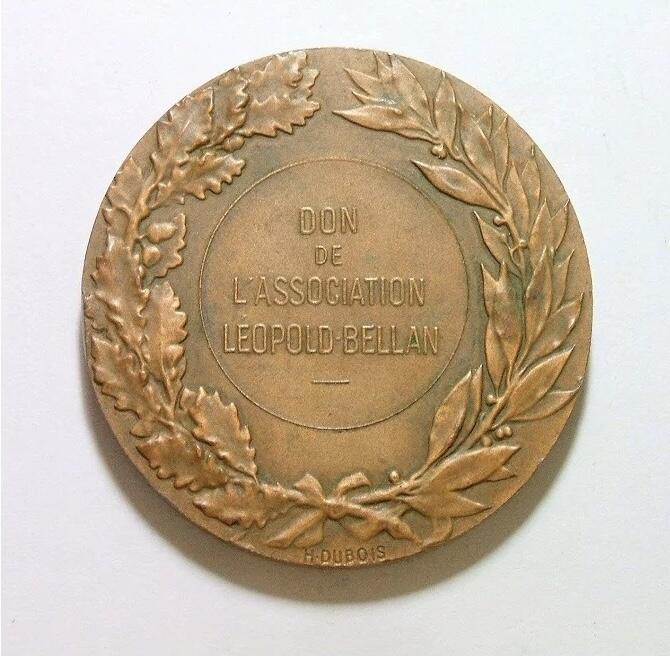 DON
DE
L'ASSOCIATION
LÉOPOLD-BELLAN
H·DUBOIS